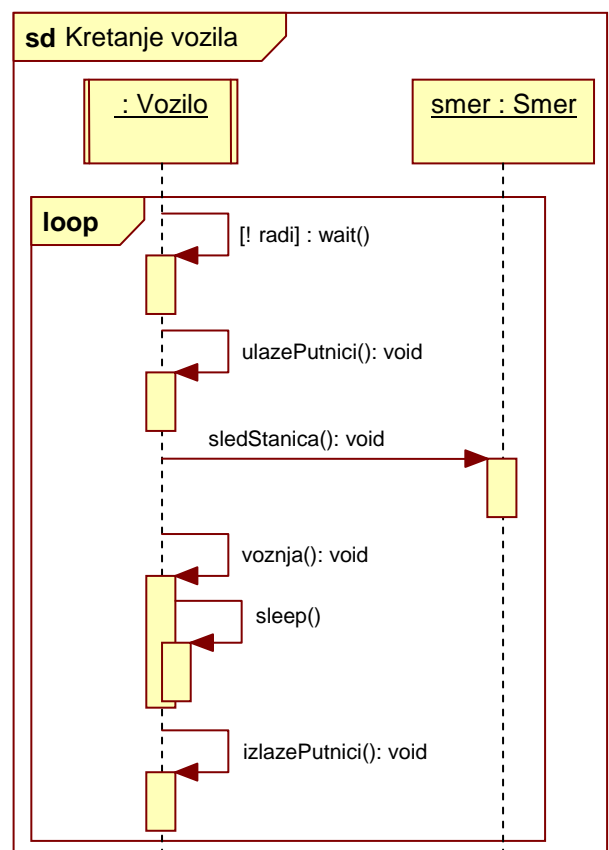 sd Kretanje vozila
: Vozilo
smer : Smer
loop
[! radi] : wait()
ulazePutnici(): void
sledStanica(): void
voznja(): void
sleep()
izlazePutnici(): void